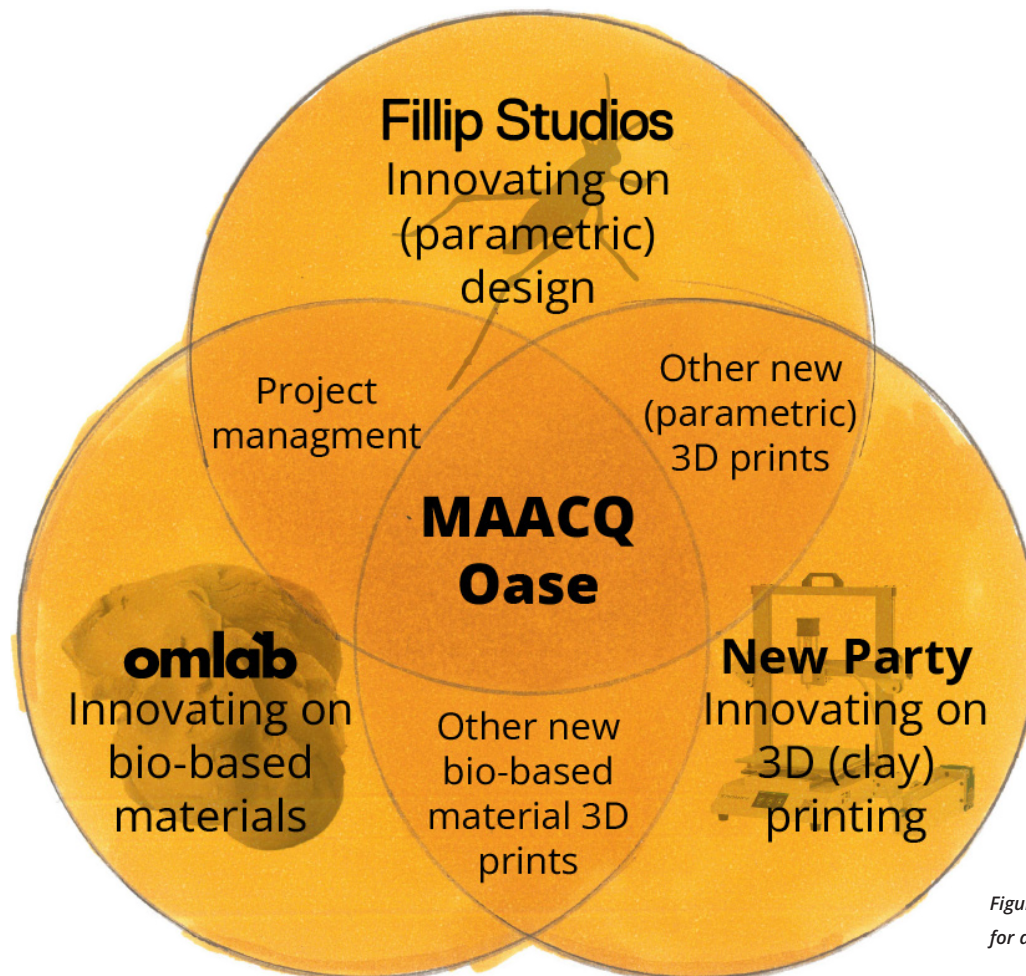 Fillip Studios
Innovating on
(parametric)
design
Project
managment
Other new
(parametric)
3D prints
MAACQ
Oase
omlab
Innovating on
bio-based
materials
New Party
Innovating on
3D (clay)
printing
Other new
bio-based
material 3D
prints
for